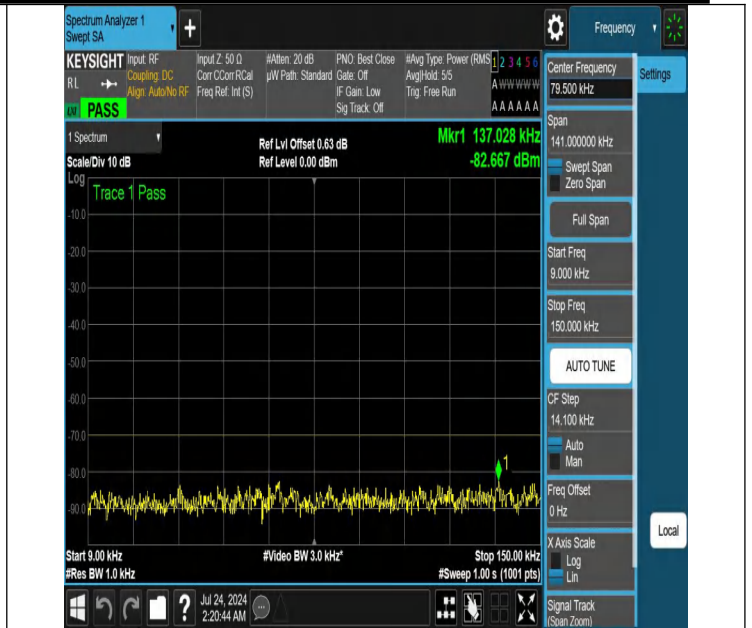 Spectrum Analyzer 1
Swept SA
+
Frequency
KEYSIGHT
RL
PASS
Input: RF
Coupling: DC
Align: Auto/No RF
Input Z: 50 Ω
Corr CCorr RCal
Freq Ref: Int (S)
#Atten: 20 dB
µW Path: Standard
PNO: Best Close
Gate: Off
IF Gain: Low
Sig Track: Off
#Avg Type: Power (RMS
Avg|Hold: 5/5
Trig: Free Run
1 2 3 4 5 6
A W W W W W
A A A A A A
1 Spectrum
Scale/Div 10 dB
Ref Lvl Offset 0.63 dB
Ref Level 0.00 dBm
Mkr1 137.028 kHz
-82.667 dBm
Log
Trace 1 Pass
-10.0
-20.0
-30.0
-40.0
-50.0
-60.0
-70.0
-80.0
-90.0
1
Start 9.00 kHz
#Res BW 1.0 kHz
#Video BW 3.0 kHz*
Stop 150.00 kHz
#Sweep 1.00 s (1001 pts)
?
Jul 24, 2024
2:20:44 AM
Center Frequency
79.500 kHz
Settings
Span
141.000000 kHz
Swept Span
Zero Span
Full Span
Start Freq
9.000 kHz
Stop Freq
150.000 kHz
AUTO TUNE
CF Step
14.100 kHz
Auto
Man
Freq Offset
0 Hz
X Axis Scale
Log
Lin
Local
Signal Track
(Span Zoom)